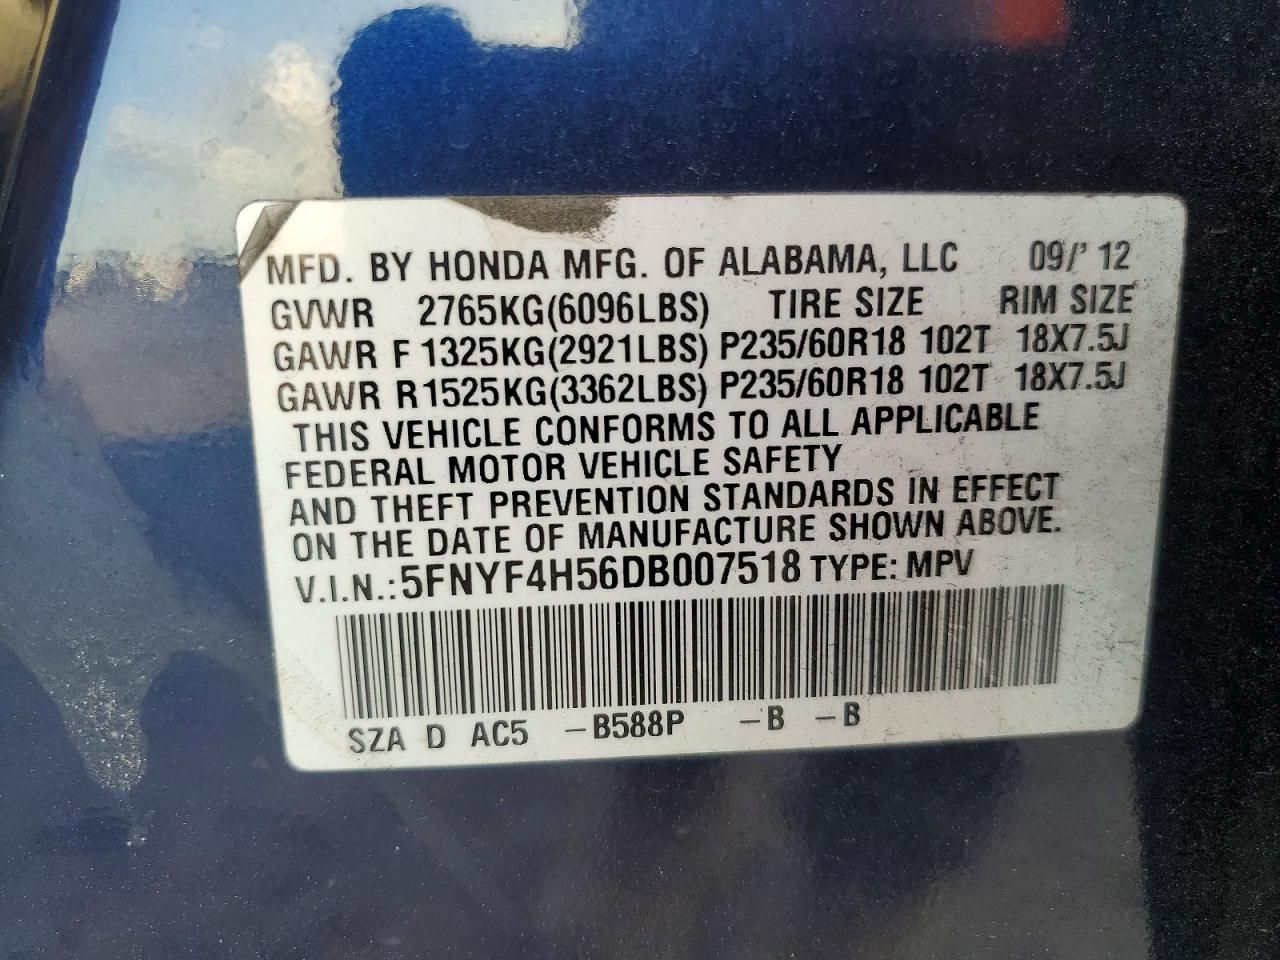 MFD. BY HONDA MFG. OF ALABAMA, LLC 09/' 12
GVWR 2765KG(6096LBS) TIRE SIZE RIM SIZE
GAWR F 1325KG(2921LBS) P235/60R18 102T 18X7.5J
GAWR R1525KG(3362LBS) P235/60R18 102T 18X7.5J
THIS VEHICLE CONFORMS TO ALL APPLICABLE
FEDERAL MOTOR VEHICLE SAFETY
AND THEFT PREVENTION STANDARDS IN EFFECT
ON THE DATE OF MANUFACTURE SHOWN ABOVE.
V.I.N.:5FNYF4H56DB007518 TYPE: MPV
SZA D AC5 -B588P -B -B